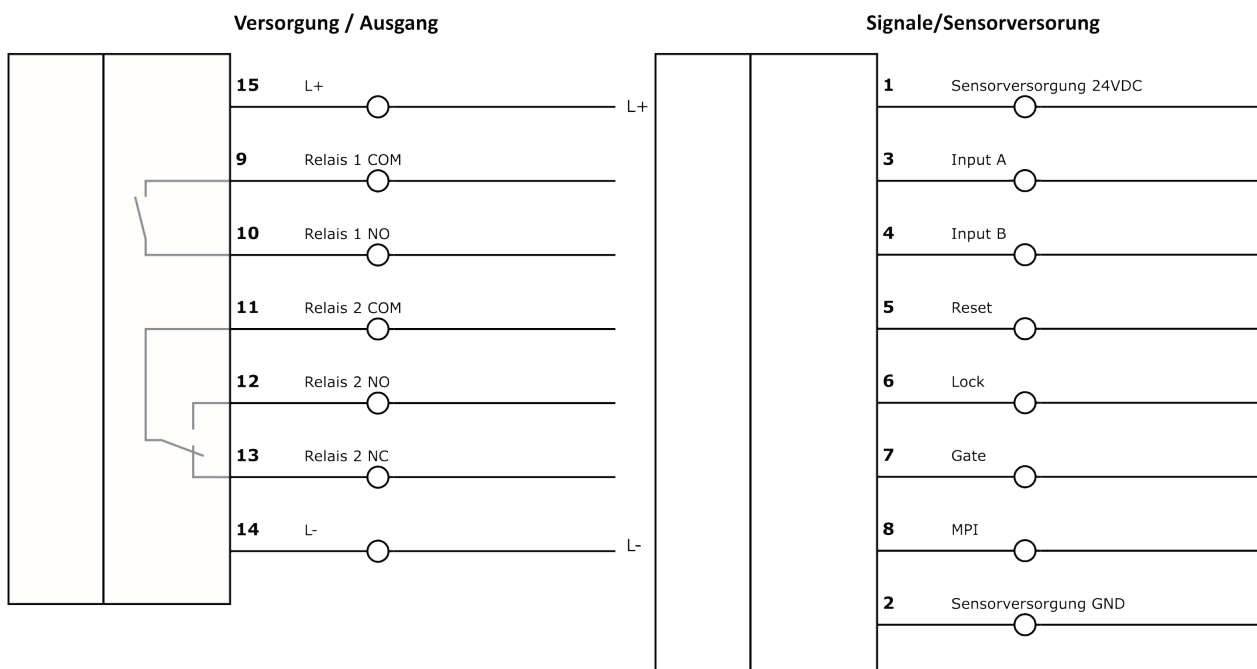 Versorgung / Ausgang
15 L+
L+
9 Relais 1 COM
10 Relais 1 NO
11 Relais 2 COM
12 Relais 2 NO
13 Relais 2 NC
14 L-
L-
Signale/Sensorversorung
1 Sensorversorgung 24VDC
3 Input A
4 Input B
5 Reset
6 Lock
7 Gate
8 MPI
2 Sensorversorgung GND